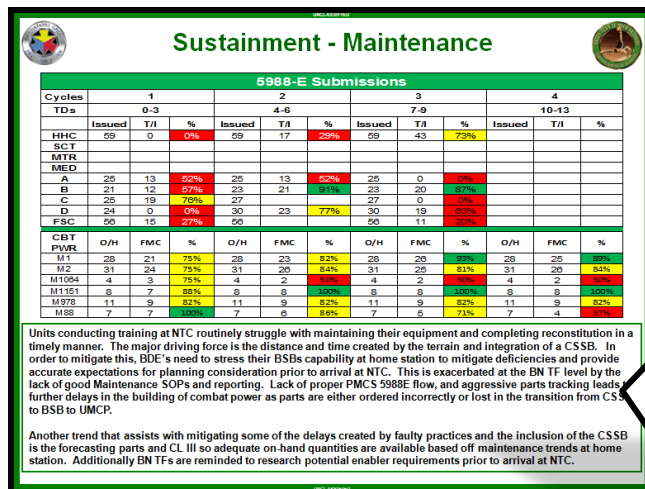 UNCLASSIFIED
Sustainment - Maintenance
5988-E Submissions
Cycles 1 2 3 4
TDs 0-3 4-6 7-9 10-13
Issued T/I % Issued T/I % Issued T/I % Issued T/I %
HHC 59 0 0% 59 17 29% 59 43 73%
SCT
MTR
MED
A 25 13 52% 25 13 52% 25 0 0%
B 21 12 57% 23 21 91% 23 20 87%
C 25 19 76% 27 27 0 0%
D 24 0 0% 30 23 77% 30 19 63%
FSC 56 15 27% 56 56 11 20%
CBT PWR O/H FMC % O/H FMC % O/H FMC % O/H FMC %
M1 28 21 75% 28 23 82% 28 26 93% 28 25 89%
M2 31 24 75% 31 26 84% 31 25 81% 31 26 84%
M1064 4 3 75% 4 2 50% 4 2 50% 4 2 50%
M1151 8 7 88% 8 8 100% 8 8 100% 8 8 100%
M978 11 9 82% 11 9 82% 11 9 82% 11 9 82%
M88 7 7 100% 7 6 86% 7 5 71% 7 4 57%
Units conducting training at NTC routinely struggle with maintaining their equipment and completing reconstitution in a
timely manner. The major driving force is the distance and time created by the terrain and integration of a CSSB. In
order to mitigate this, BDE's need to stress their BSBs capability at home station to mitigate deficiencies and provide
accurate expectations for planning consideration prior to arrival at NTC. This is exacerbated at the BN TF level by the
lack of good Maintenance SOPs and reporting. Lack of proper PMCS 5988E flow, and aggressive parts tracking leads
further delays in the building of combat power as parts are either ordered incorrectly or lost in the transition from CSS
to BSB to UMCP.
Another trend that assists with mitigating some of the delays created by faulty practices and the inclusion of the CSSB
is the forecasting parts and CL III so adequate on-hand quantities are available based off maintenance trends at home
station. Additionally BN TFs are reminded to research potential enabler requirements prior to arrival at NTC.
UNCLASSIFIED